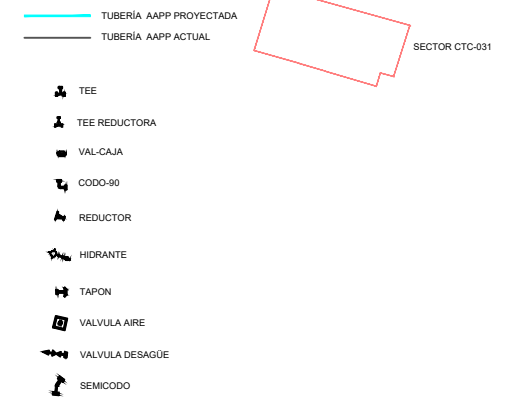 TUBERÍA AAPP PROYECTADA
TUBERÍA AAPP ACTUAL
SECTOR CTC-031
TEE
TEE REDUCTORA
VAL-CAJA
CODO-90
REDUCTOR
HIDRANTE
TAPON
VALVULA AIRE
VALVULA DESAGÜE
SEMICODO